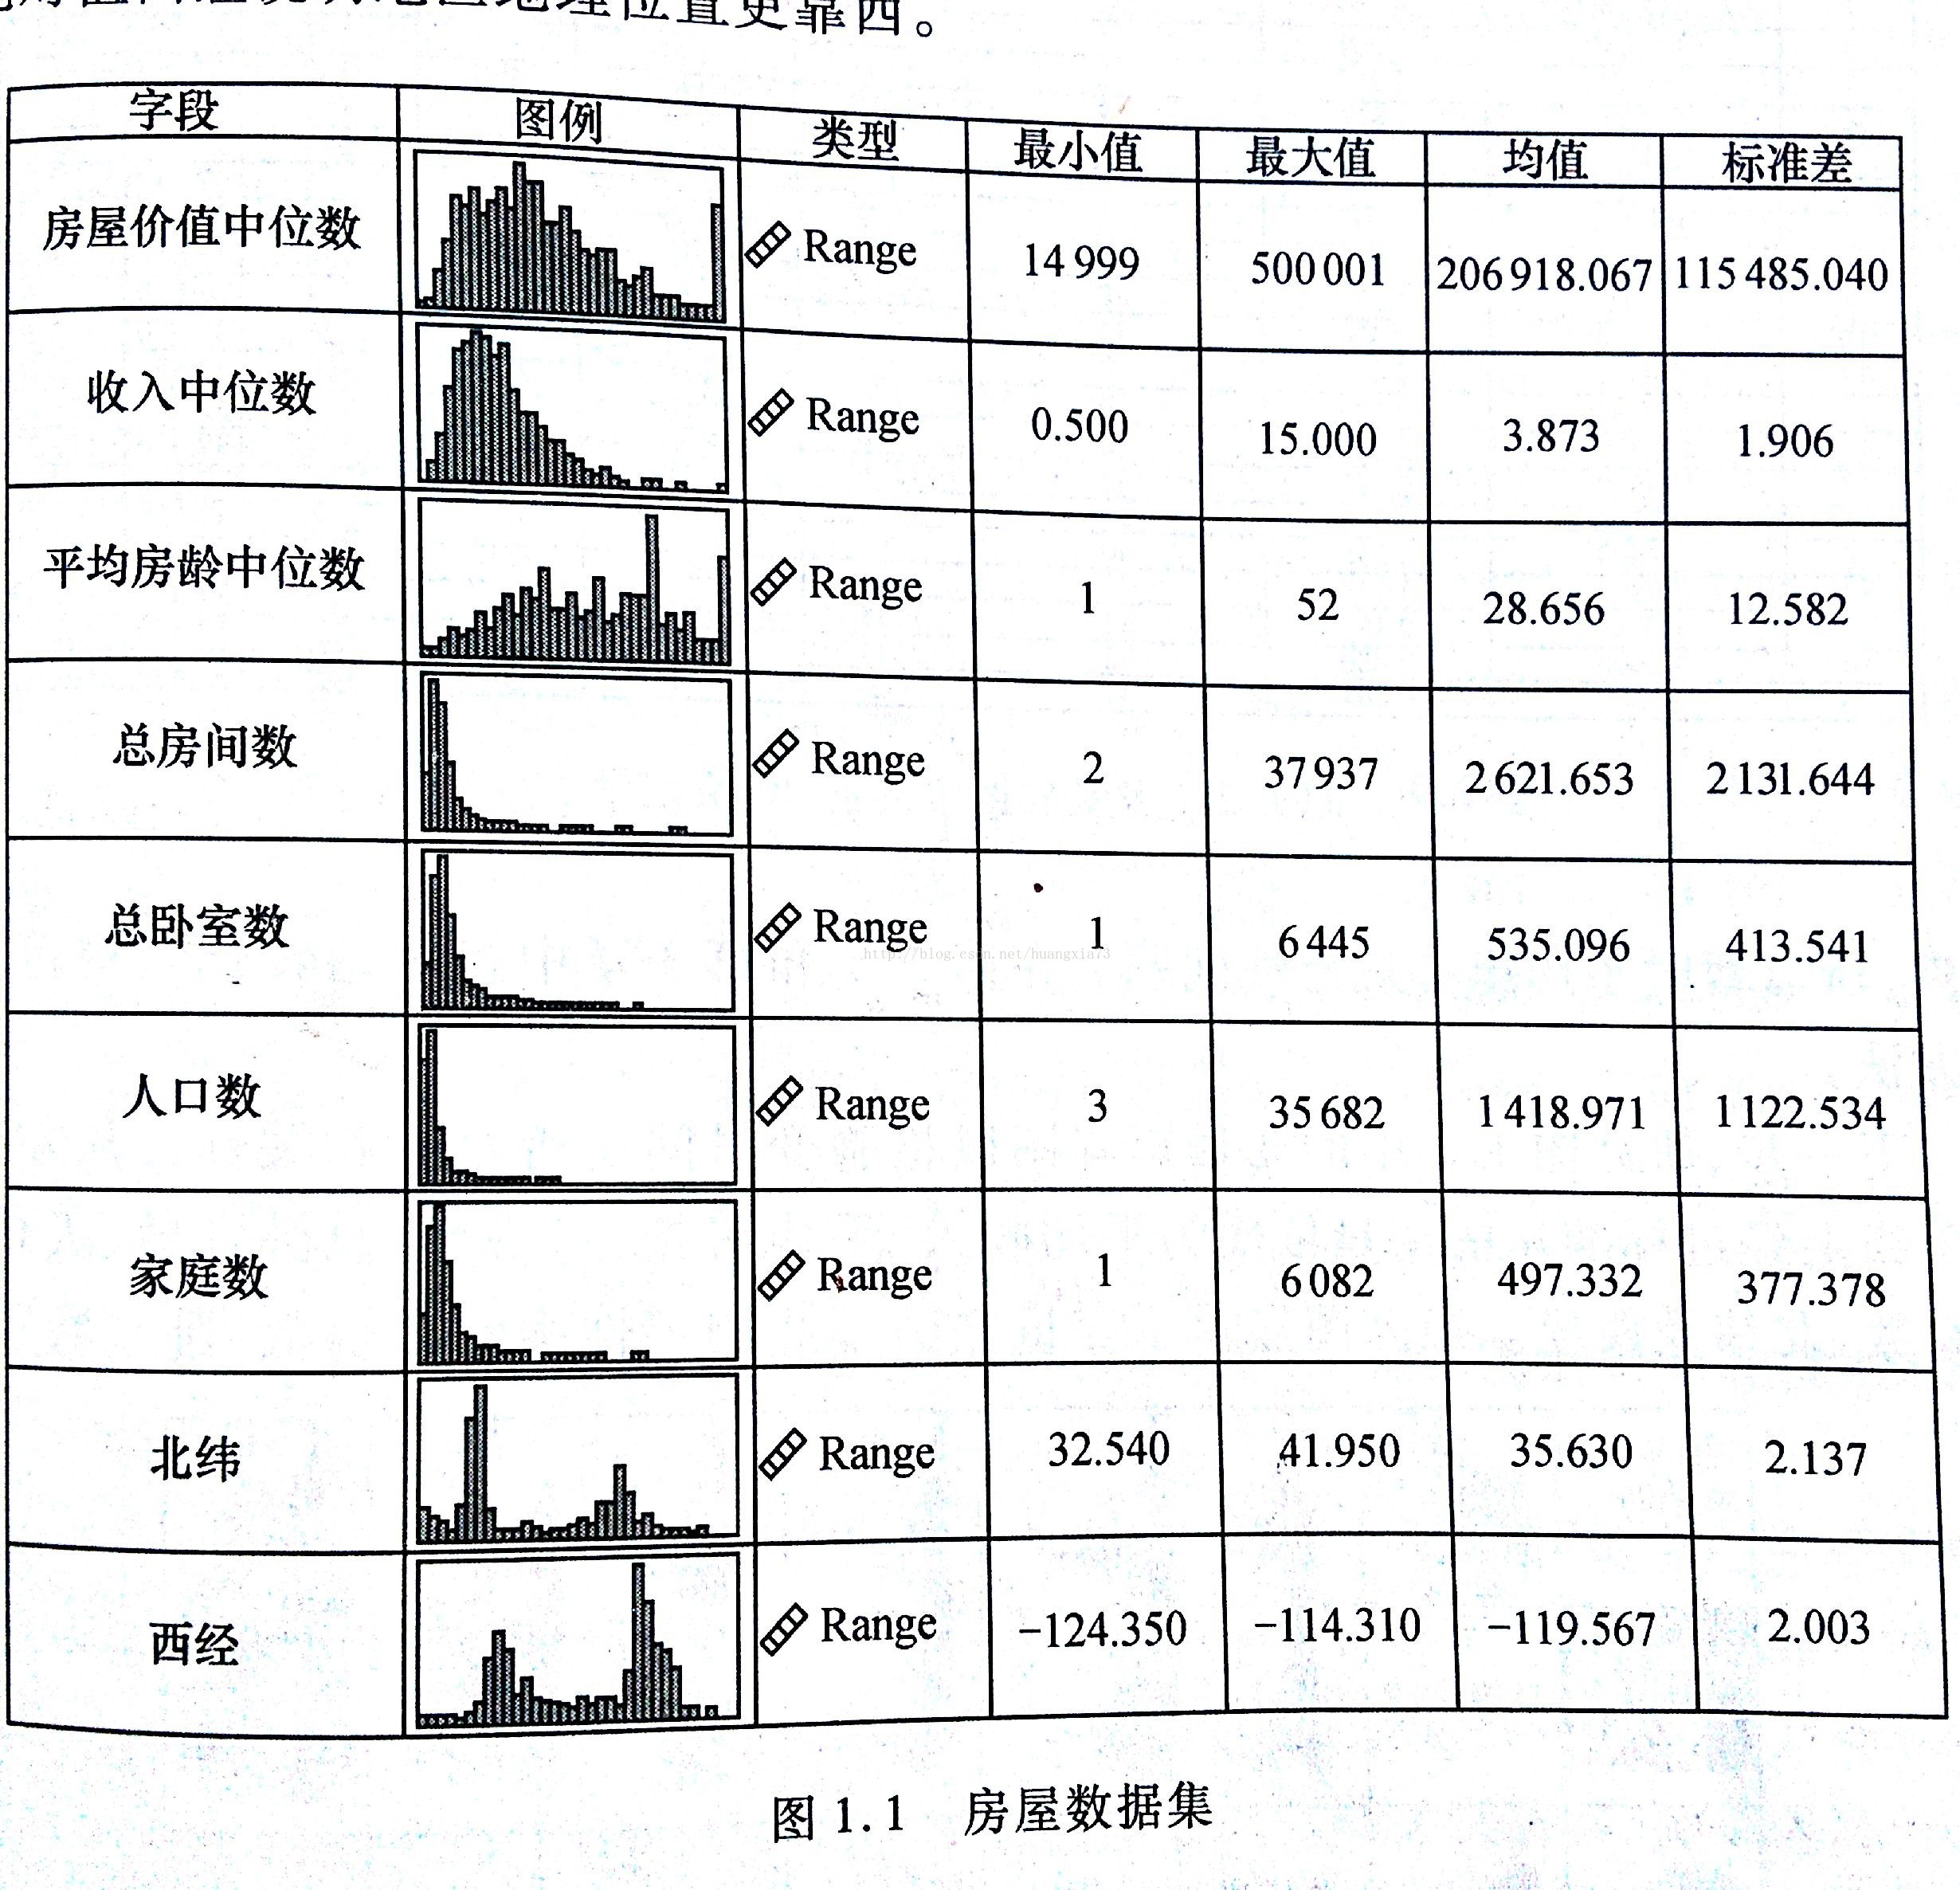 位置更靠西。
字段 图例 类型 最小值 最大值 均值 标准差
房屋价值中位数 Range 14 999 500 001 206 918.067 115 485.040
收入中位数 Range 0.500 15.000 3.873 1.906
平均房龄中位数 Range 1 52 28.656 12.582
总房间数 Range 2 37 937 2 621.653 2 131.644
总卧室数 Range 1 6 445 535.096 413.541
http://blog.csdn.net/huangxia73
人口数 Range 3 35 682 1 418.971 1 122.534
家庭数 Range 1 6 082 497.332 377.378
北纬 Range 32.540 41.950 35.630 2.137
西经 Range -124.350 -114.310 -119.567 2.003
图 1.1 房屋数据集